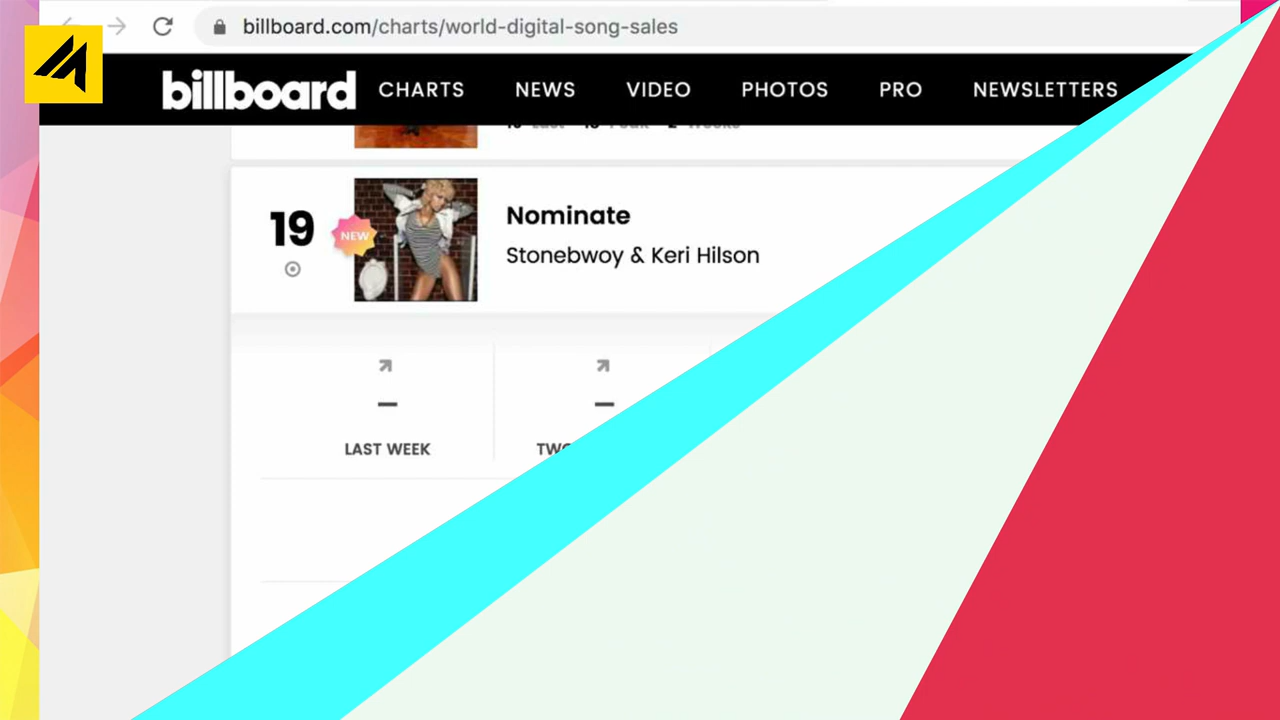 billboard.com/charts/world-digital-song-sales
billboard CHARTS NEWS VIDEO PHOTOS PRO NEWSLETTERS
19 NEW Nominate
Stonebwoy & Keri Hilson
LAST WEEK